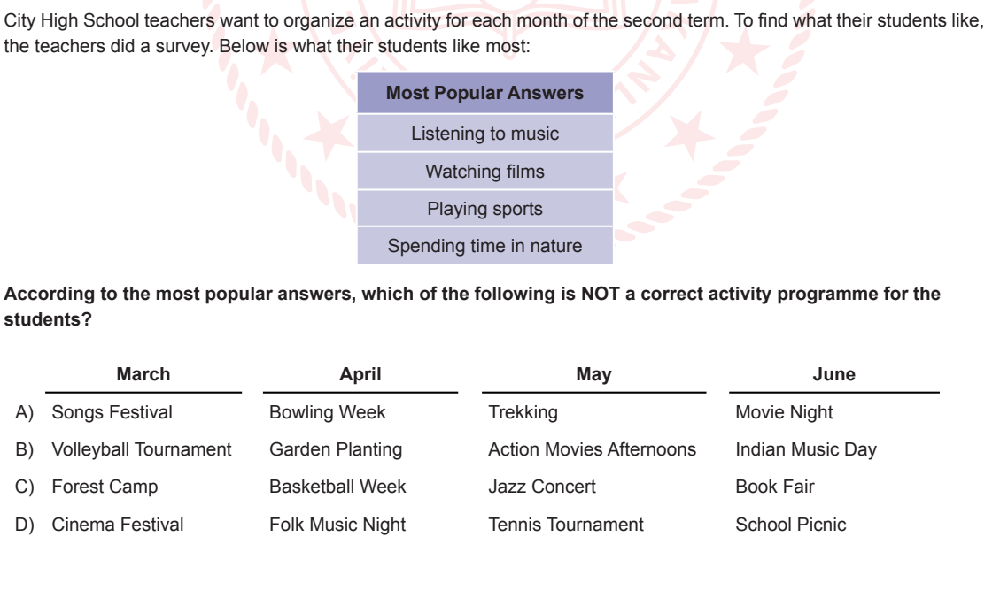 City High School teachers want to organize an activity for each month of the second term. To find what their students like,
the teachers did a survey. Below is what their students like most:
Most Popular Answers
Listening to music
Watching films
Playing sports
Spending time in nature
According to the most popular answers, which of the following is NOT a correct activity programme for the
students?
March April May June
A) Songs Festival Bowling Week Trekking Movie Night
B) Volleyball Tournament Garden Planting Action Movies Afternoons Indian Music Day
C) Forest Camp Basketball Week Jazz Concert Book Fair
D) Cinema Festival Folk Music Night Tennis Tournament School Picnic